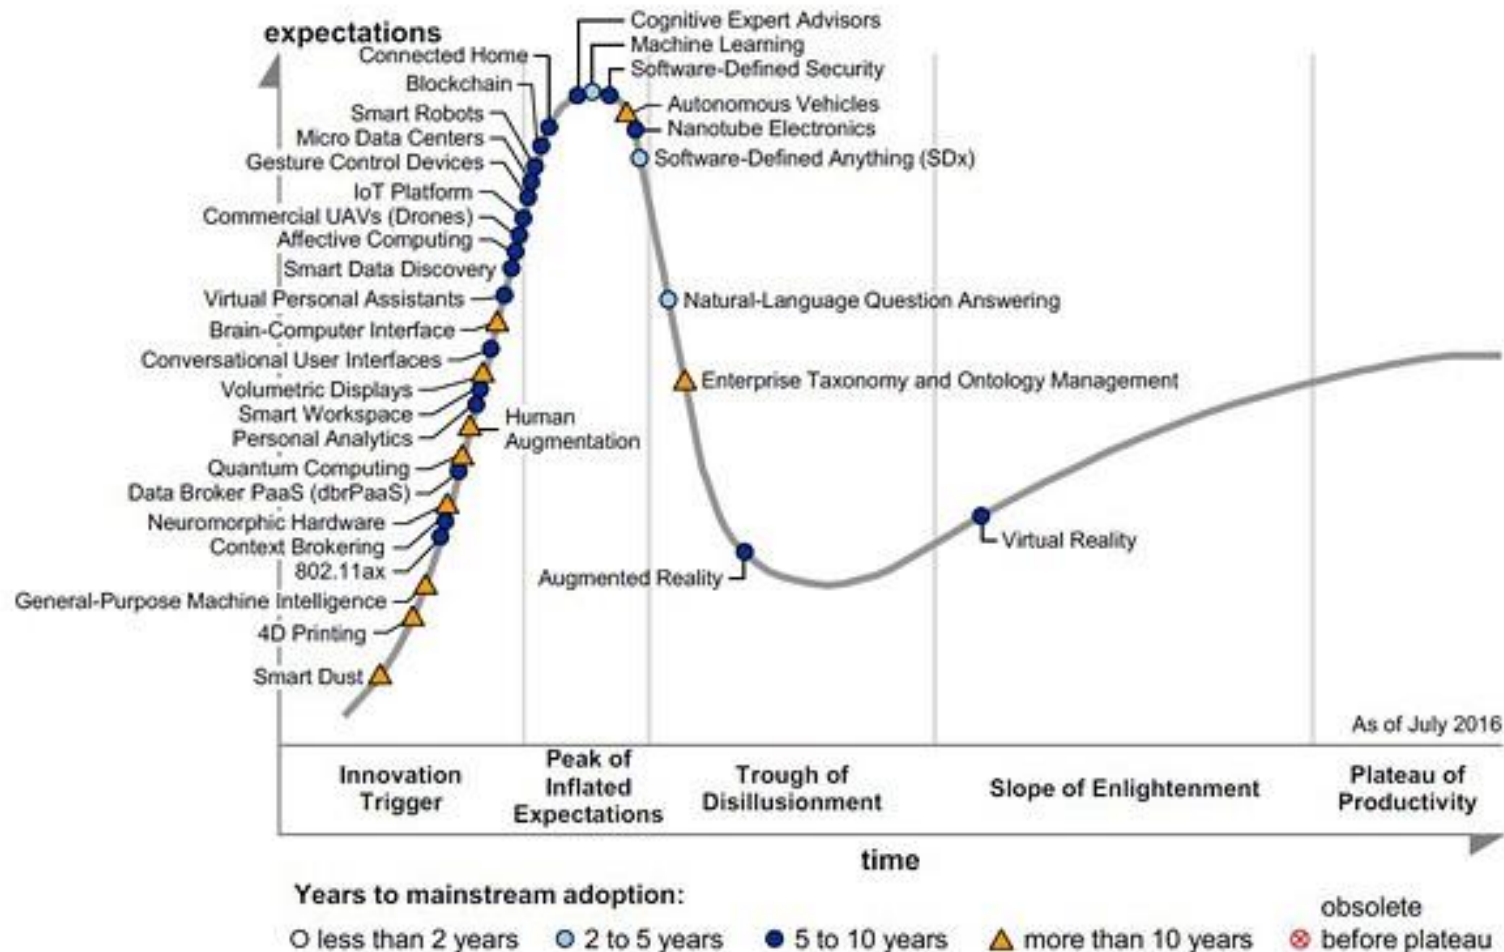 expectations
Connected Home
Blockchain
Smart Robots
Micro Data Centers
Gesture Control Devices
IoT Platform
Commercial UAVs (Drones)
Affective Computing
Smart Data Discovery
Virtual Personal Assistants
Brain-Computer Interface
Conversational User Interfaces
Volumetric Displays
Smart Workspace
Personal Analytics
Quantum Computing
Data Broker PaaS (dbrPaaS)
Neuromorphic Hardware
Context Brokering
802.11ax
General-Purpose Machine Intelligence
4D Printing
Smart Dust
Human
Augmentation
Cognitive Expert Advisors
Machine Learning
Software-Defined Security
Autonomous Vehicles
Nanotube Electronics
Software-Defined Anything (SDx)
Natural-Language Question Answering
Enterprise Taxonomy and Ontology Management
Augmented Reality
Virtual Reality
As of July 2016
Innovation
Trigger
Peak of
Inflated
Expectations
Trough of
Disillusionment
Slope of Enlightenment
Plateau of
Productivity
time
Years to mainstream adoption:
less than 2 years
2 to 5 years
5 to 10 years
more than 10 years
obsolete
before plateau